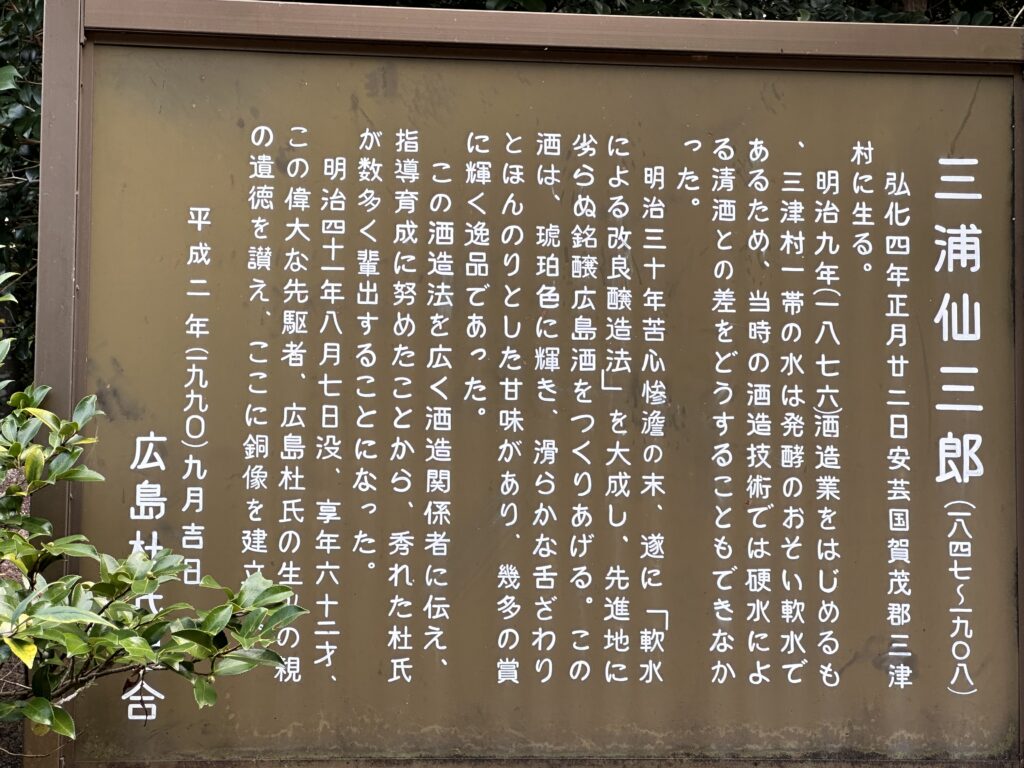 三浦仙三郎(一八四七〜一九〇八)
弘化四年正月廿二日安芸国賀茂郡三津
村に生る。
明治九年(一八七六)酒造業をはじめるも
、三津村一帯の水は発酵のおそい軟水で
あるため、当時の酒造技術では硬水によ
る清酒との差をどうすることもできなか
った。
明治三十年苦心惨澹の末、遂に「軟水
による改良醸造法」を大成し、先進地に
劣らぬ銘醸広島酒をつくりあげる。この
酒は、琥珀色に輝き、滑らかな舌ざわり
とほんのりとした甘味があり、幾多の賞
に輝く逸品であった。
この酒造法を広く酒造関係者に伝え、
指導育成に努めたことから、秀れた杜氏
が数多く輩出することになった。
明治四十一年八月七日没、享年六十二才、
この偉大な先駆者、広島杜氏の生みの親
の遺徳を讃え、ここに銅像を建立
平成二年(一九九〇)九月吉日
広島杜氏 合